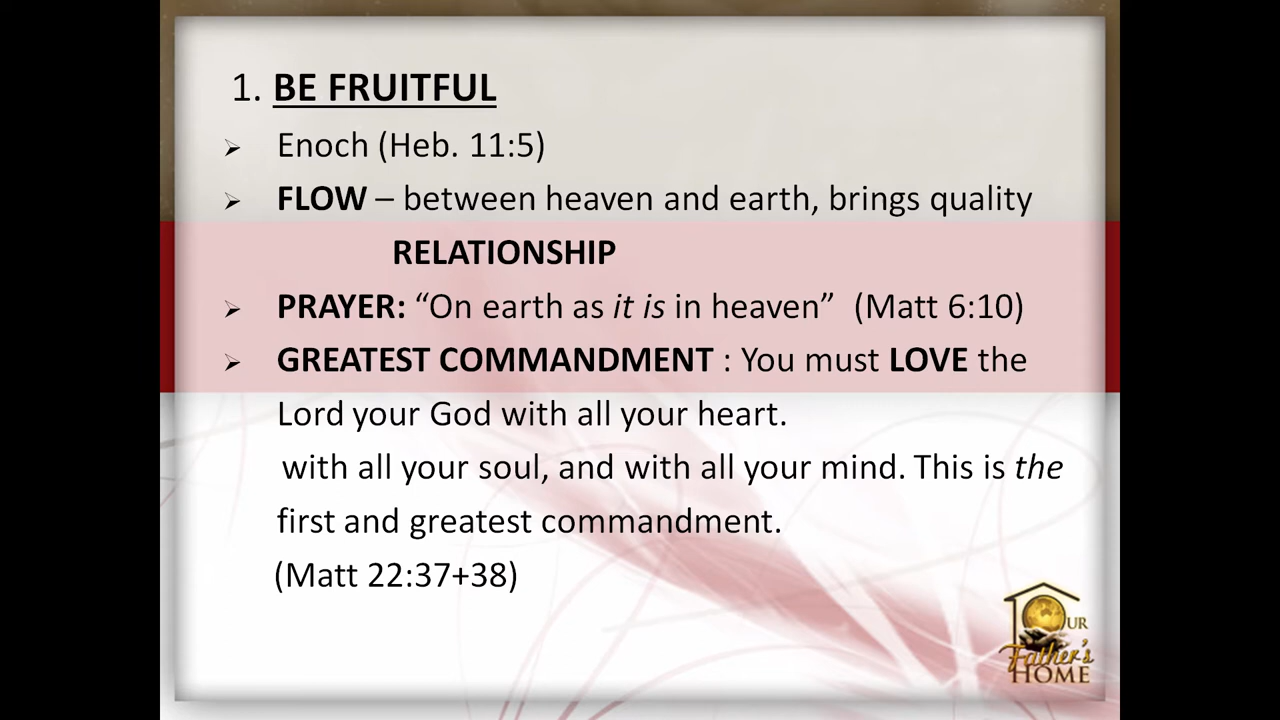 1. BE FRUITFUL
➢ Enoch (Heb. 11:5)
➢ FLOW – between heaven and earth, brings quality
RELATIONSHIP
➢ PRAYER: “On earth as it is in heaven” (Matt 6:10)
➢ GREATEST COMMANDMENT : You must LOVE the
Lord your God with all your heart.
with all your soul, and with all your mind. This is the
first and greatest commandment.
(Matt 22:37+38)
OUR
Father's
HOME